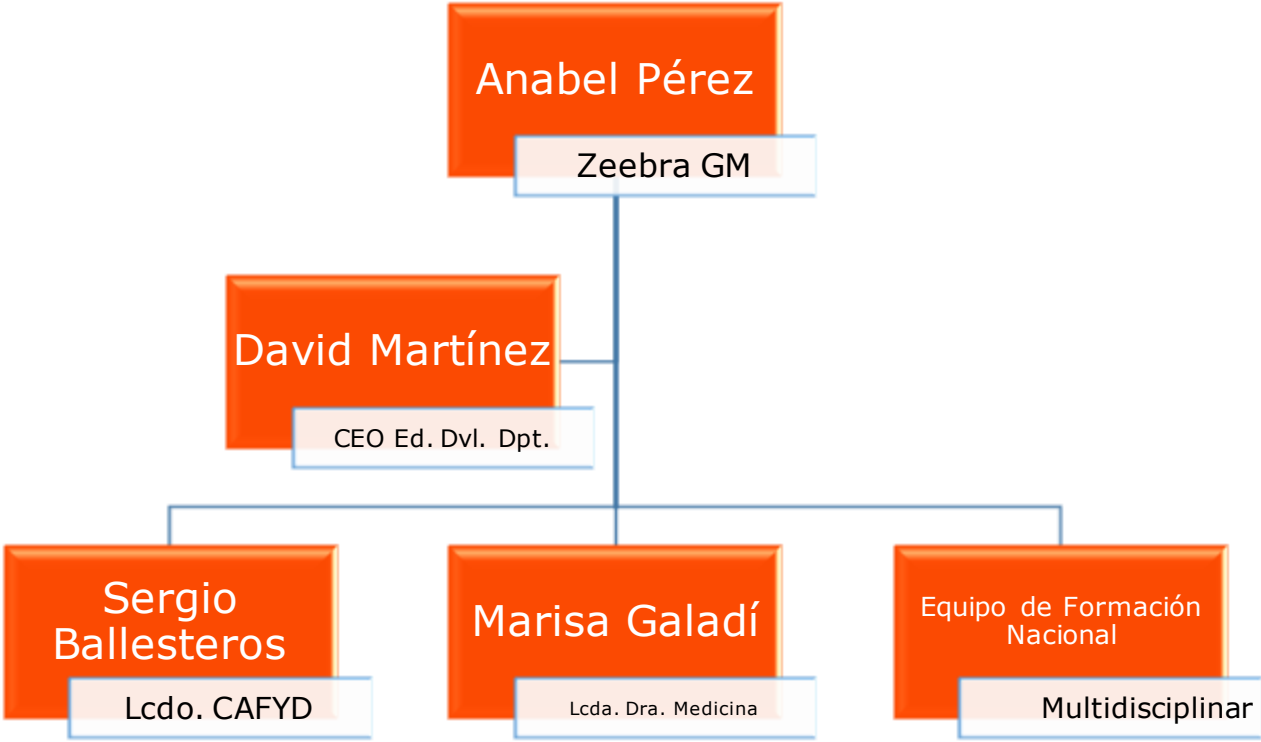 Anabel Pérez
Zeebra GM
David Martínez
CEO Ed. Dvl. Dpt.
Sergio
Ballesteros
Lcdo. CAFYD
Marisa Galadí
Lcda. Dra. Medicina
Equipo de Formación
Nacional
Multidisciplinar